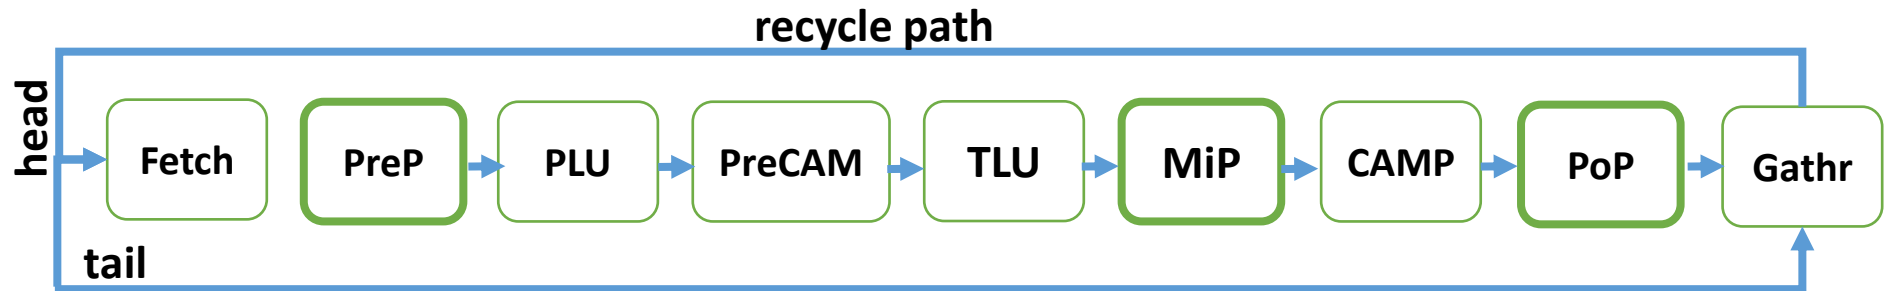 recycle path
head
Fetch
PreP
PLU
PreCAM
TLU
MiP
CAMP
PoP
Gathr
tail